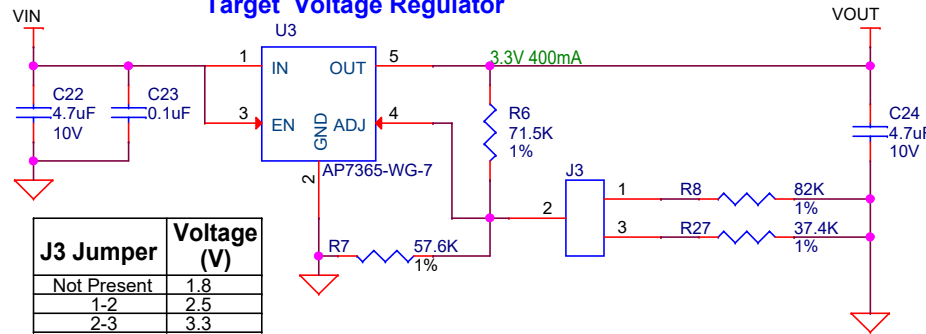 Target Voltage Regulator
VIN
VOUT
U3
1 IN OUT 5 3.3V 400mA
3 EN GND ADJ 4
2 AP7365-WG-7
C22
4.7uF
10V
C23
0.1uF
R6
71.5K
1%
C24
4.7uF
10V
J3
2
1 R8 82K
1%
3 R27 37.4K
1%
R7 57.6K
1%
J3 Jumper Voltage
(V)
Not Present 1.8
1-2 2.5
2-3 3.3